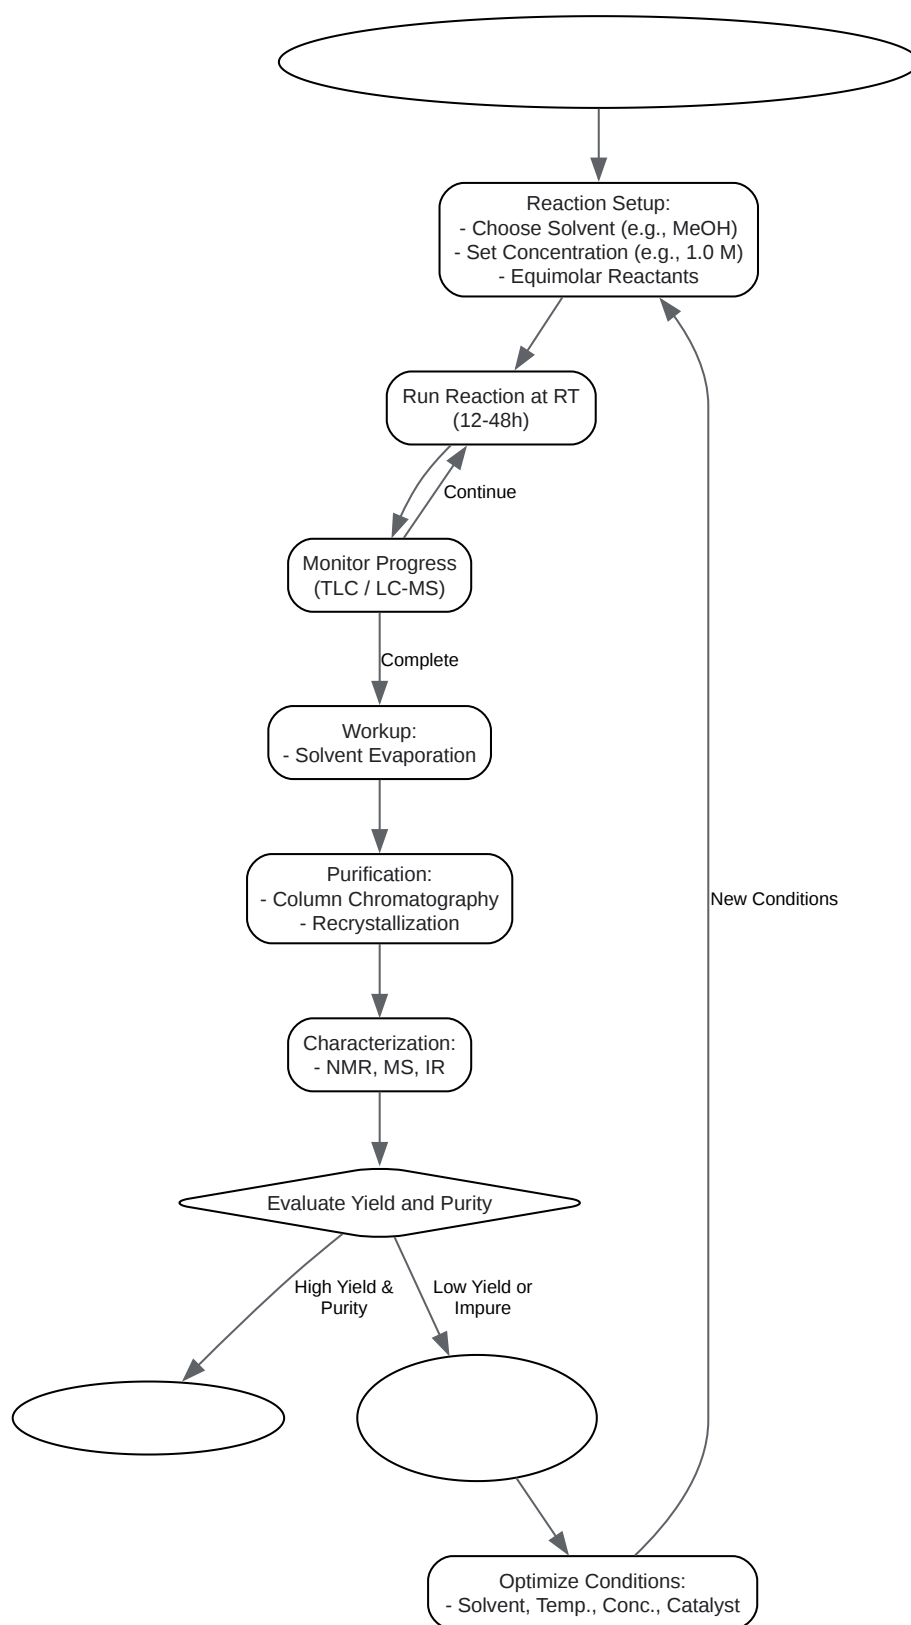 Reaction Setup:
- Choose Solvent (e.g., MeOH)
- Set Concentration (e.g., 1.0 M)
- Equimolar Reactants
Run Reaction at RT
(12-48h)
Continue
Monitor Progress
(TLC / LC-MS)
Complete
Workup:
- Solvent Evaporation
Purification:
- Column Chromatography
- Recrystallization
New Conditions
Characterization:
- NMR, MS, IR
Evaluate Yield and Purity
High Yield &
Purity
Low Yield or
Impure
Optimize Conditions:
- Solvent, Temp., Conc., Catalyst